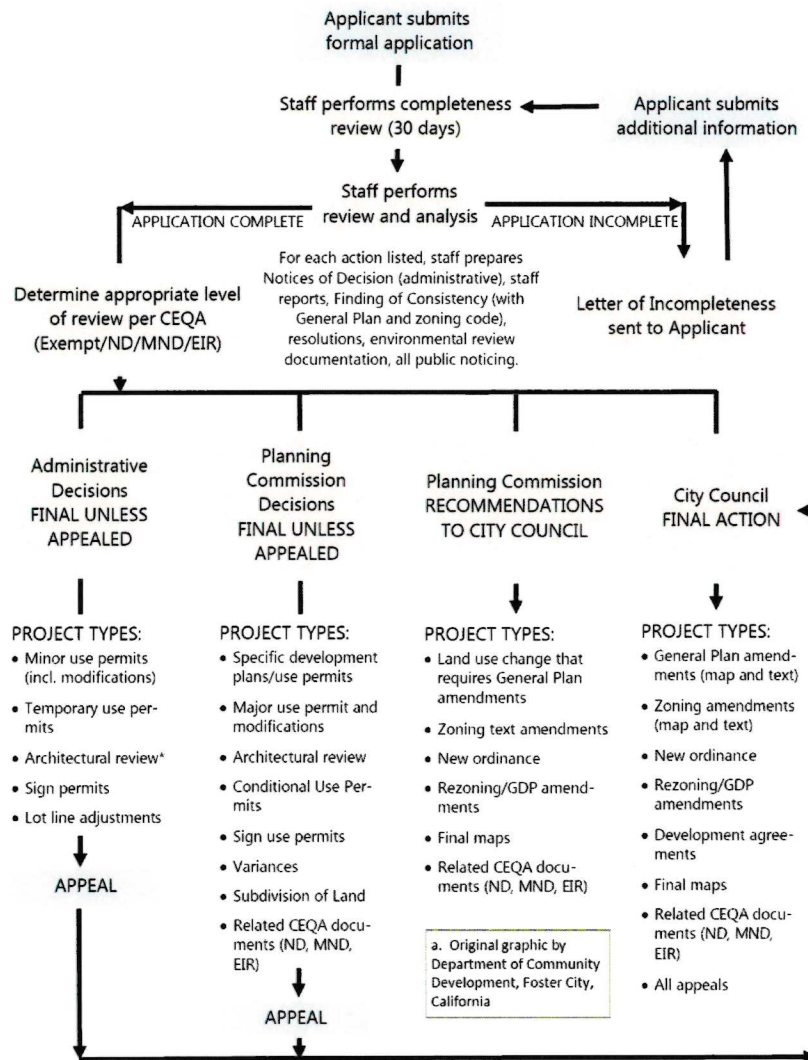 Applicant submits
formal application
Staff performs completeness
review (30 days)
Applicant submits
additional information
Staff performs
review and analysis
APPLICATION COMPLETE
APPLICATION INCOMPLETE
For each action listed, staff prepares
Notices of Decision (administrative), staff
reports, Finding of Consistency (with
General Plan and zoning code),
resolutions, environmental review
documentation, all public noticing.
Determine appropriate level
of review per CEQA
(Exempt/ND/MND/EIR)
Letter of Incompleteness
sent to Applicant
Administrative
Decisions
FINAL UNLESS
APPEALED
PROJECT TYPES:
• Minor use permits
(incl. modifications)
• Temporary use per-
mits
• Architectural review*
• Sign permits
• Lot line adjustments
APPEAL
Planning
Commission
Decisions
FINAL UNLESS
APPEALED
PROJECT TYPES:
• Specific development
plans/use permits
• Major use permit and
modifications
• Architectural review
• Conditional Use Per-
mits
• Sign use permits
• Variances
• Subdivision of Land
• Related CEQA docu-
ments (ND, MND,
EIR)
APPEAL
Planning Commission
RECOMMENDATIONS
TO CITY COUNCIL
PROJECT TYPES:
• Land use change that
requires General Plan
amendments
• Zoning text amendments
• New ordinance
• Rezoning/GDP amend-
ments
• Final maps
• Related CEQA docu-
ments (ND, MND, EIR)
a. Original graphic by
Department of Community
Development, Foster City,
California
City Council
FINAL ACTION
PROJECT TYPES:
• General Plan amend-
ments (map and text)
• Zoning amendments
(map and text)
• New ordinance
• Rezoning/GDP
amendments
• Development agree-
ments
• Final maps
• Related CEQA docu-
ments (ND, MND,
EIR)
• All appeals